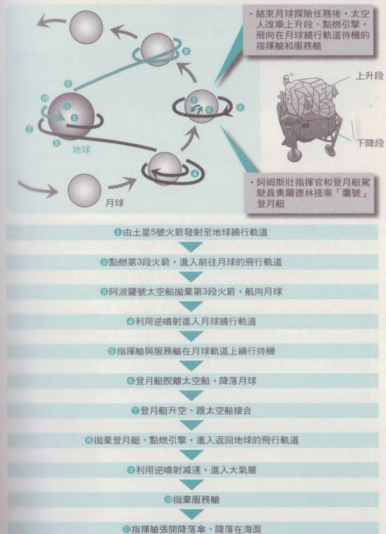 ・結束月球探險任務後，太空
人改乘上升段、點燃引擎，
飛向在月球繞行軌道待機的
指揮艙和服務艙
上升段
下降段
地球
月球
・阿姆斯壯指揮官和登月艇駕
駛員奧爾德林搭乘「鷹號」
登月艇
❶由土星5號火箭發射至地球繞行軌道
❷點燃第3段火箭，進入前往月球的飛行軌道
❸阿波羅號太空船拋棄第3段火箭，航向月球
❹利用逆噴射進入月球繞行軌道
❺指揮艙與服務艙在月球軌道上繞行待機
❻登月艇脫離太空船，降落月球
❼登月艇升空、跟太空船接合
❽拋棄登月艇、點燃引擎，進入返回地球的飛行軌道
❾利用逆噴射減速，進入大氣層
❿拋棄服務艙
⓫指揮艙張開降落傘、降落在海面